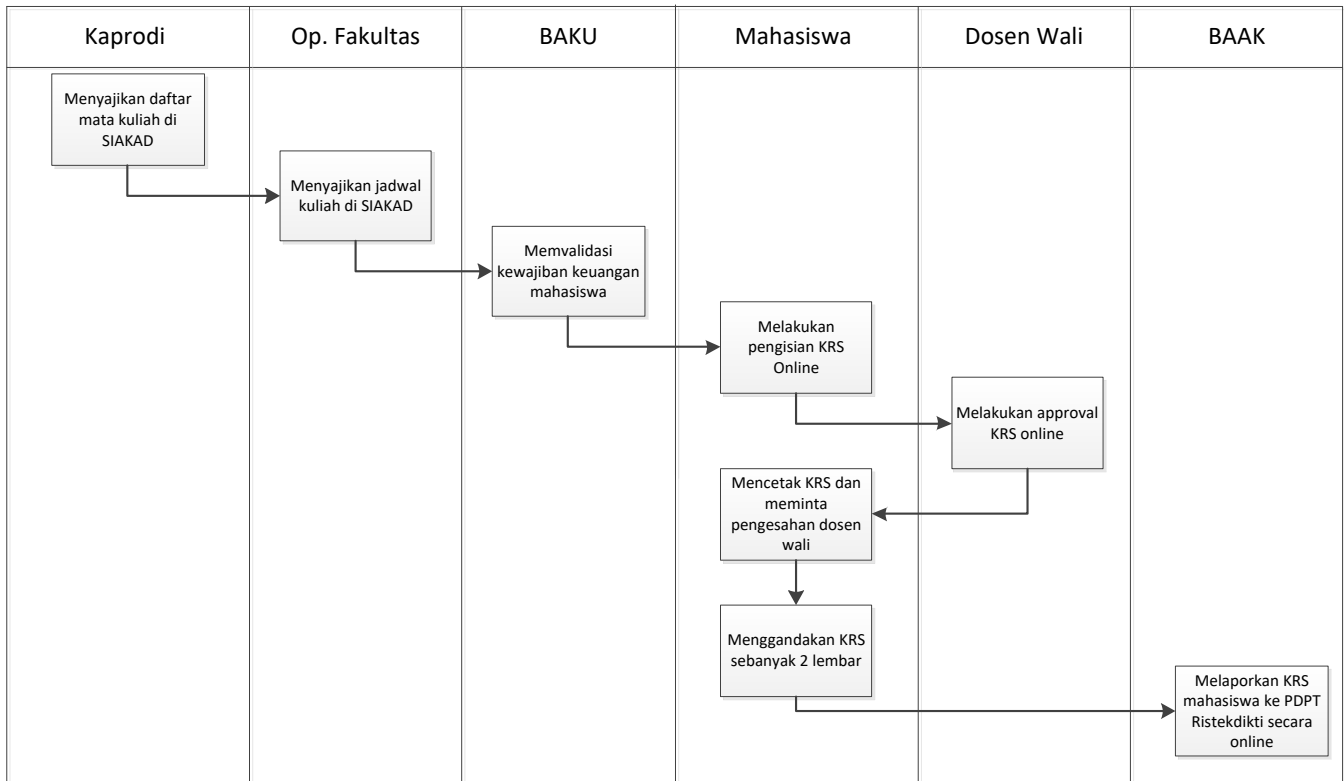 Kaprodi
Op. Fakultas
BAKU
Mahasiswa
Dosen Wali
BAAK
Menyajikan daftar
mata kuliah di
SIAKAD
Menyajikan jadwal
kuliah di SIAKAD
Memvalidasi
kewajiban keuangan
mahasiswa
Melakukan
pengisian KRS
Online
Melakukan approval
KRS online
Mencetak KRS dan
meminta
pengesahan dosen
wali
Menggandakan KRS
sebanyak 2 lembar
Melaporkan KRS
mahasiswa ke PDPT
Ristekdikti secara
online